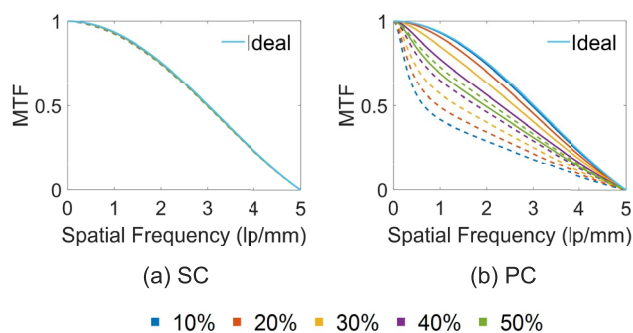 1
0.5
0
MTF
Ideal
0 1 2 3 4 5
Spatial Frequency (lp/mm)
(a) SC
1
0.5
0
MTF
Ideal
0 1 2 3 4 5
Spatial Frequency (lp/mm)
(b) PC
10% 20% 30% 40% 50%